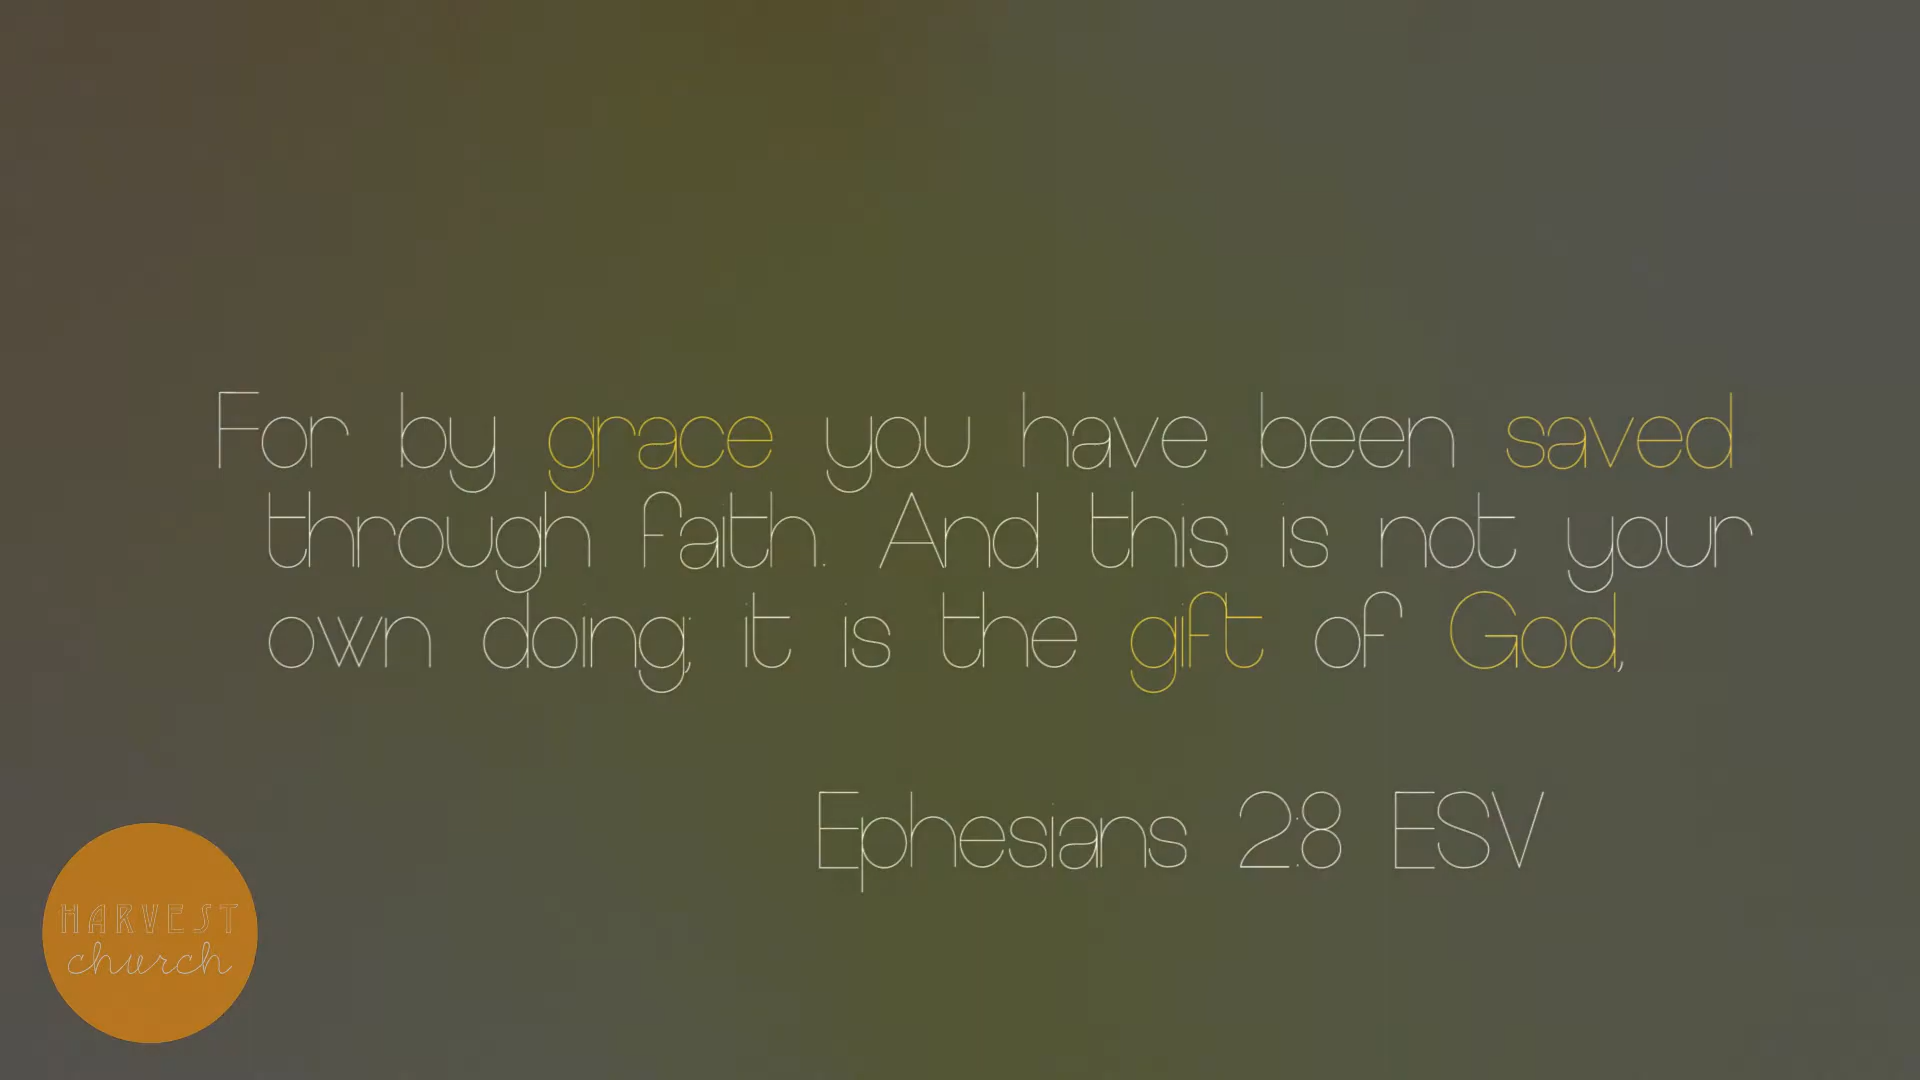 For by grace you have been saved
through faith. And this is not your
own doing; it is the gift of God,
Ephesians 2:8 ESV
HARVEST
church